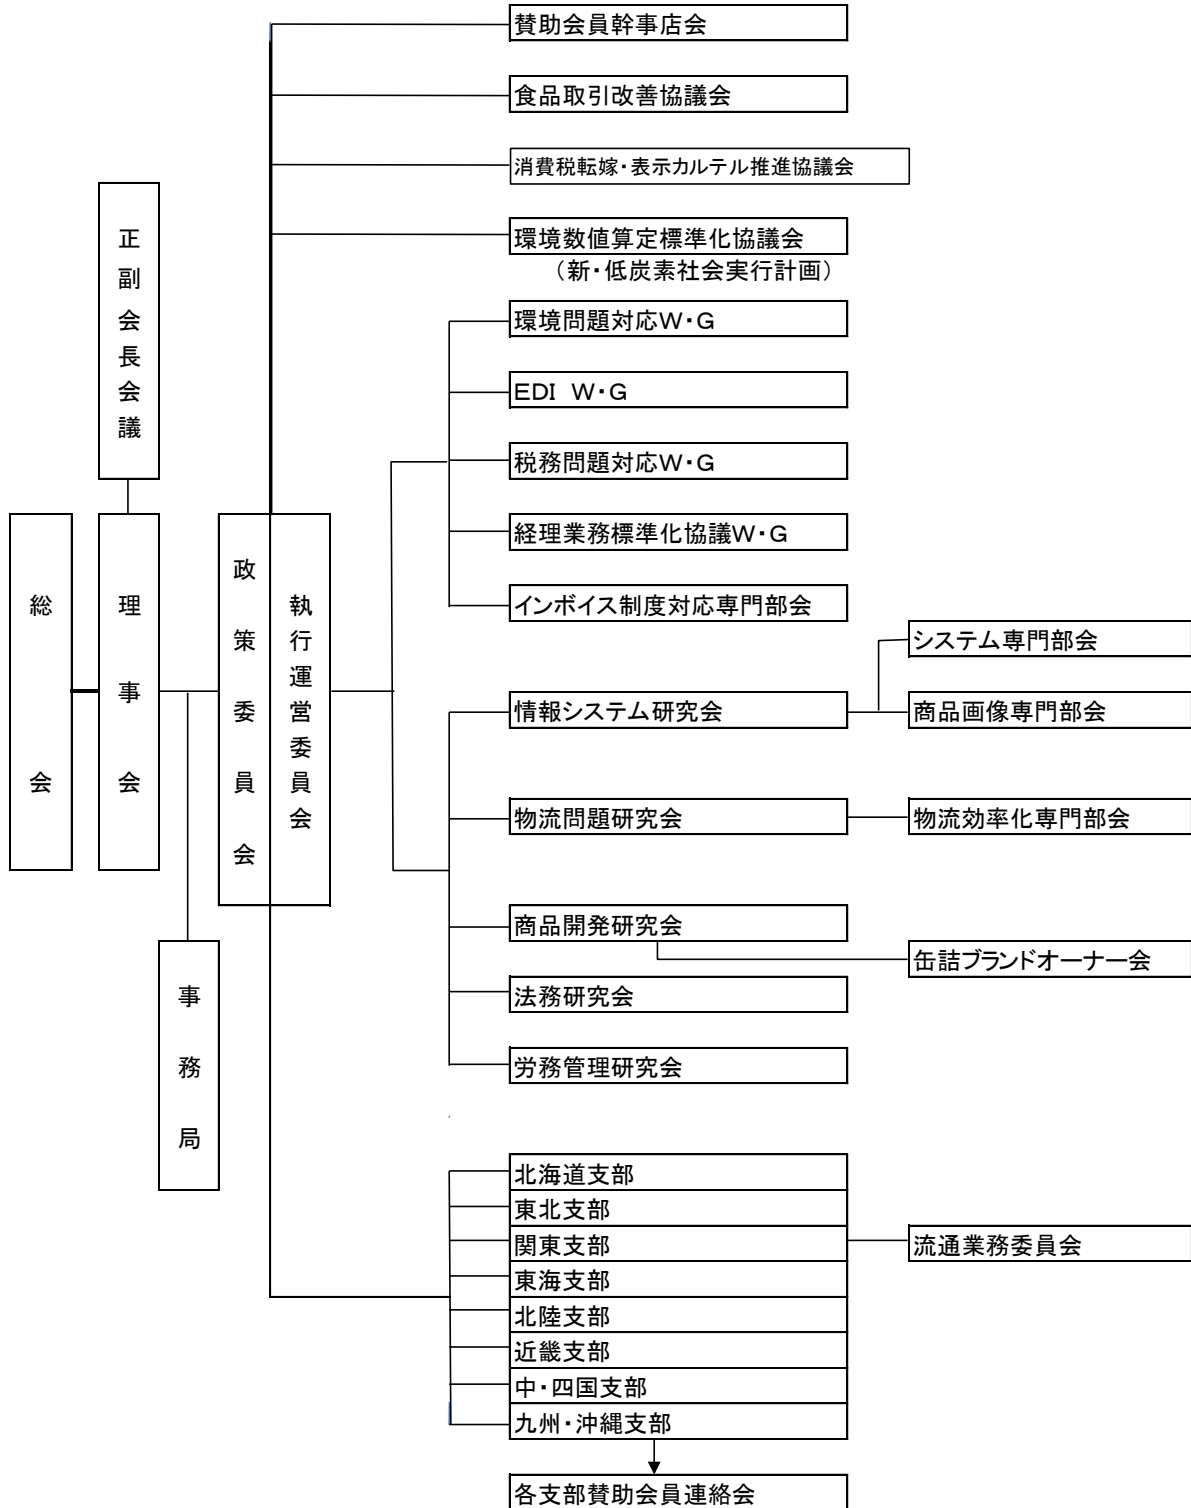 総会
理事会
正副会長会議
事務局
政策委員会
執行運営委員会
賛助会員幹事店会
食品取引改善協議会
消費税転嫁・表示カルテル推進協議会
環境数値算定標準化協議会
（新・低炭素社会実行計画）
環境問題対応Ｗ・Ｇ
EDI　Ｗ・Ｇ
税務問題対応Ｗ・Ｇ
経理業務標準化協議Ｗ・Ｇ
インボイス制度対応専門部会
情報システム研究会
システム専門部会
商品画像専門部会
物流問題研究会
物流効率化専門部会
商品開発研究会
缶詰ブランドオーナー会
法務研究会
労務管理研究会
北海道支部
東北支部
関東支部
東海支部
北陸支部
近畿支部
中・四国支部
九州・沖縄支部
流通業務委員会
各支部賛助会員連絡会